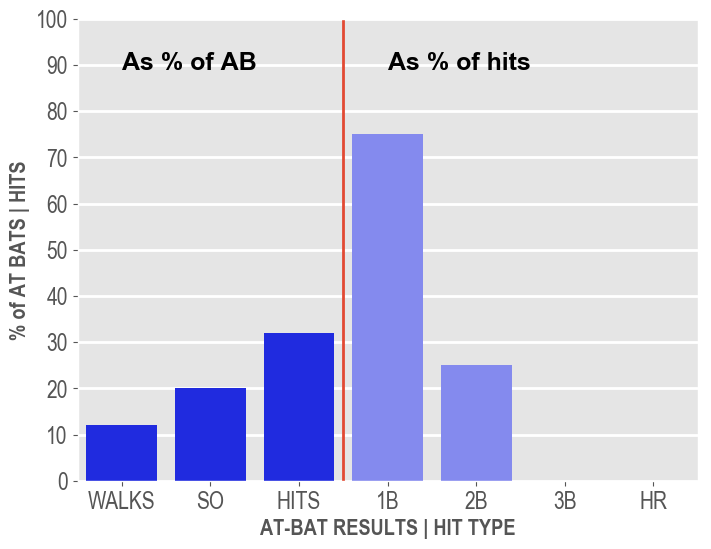 As % of AB
As % of hits
100
90
80
70
60
50
40
30
20
10
0
% of AT BATS | HITS
WALKS SO HITS 1B 2B 3B HR
AT-BAT RESULTS | HIT TYPE